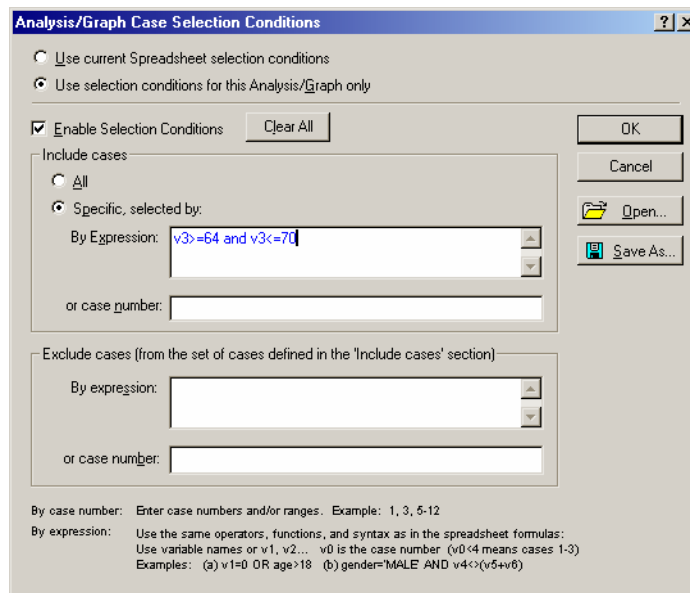 Analysis/Graph Case Selection Conditions
Use current Spreadsheet selection conditions
Use selection conditions for this Analysis/Graph only
Enable Selection Conditions
Clear All
OK
Include cases
Cancel
All
Specific, selected by:
Open...
By Expression:
v3>=64 and v3<=70
Save As...
or case number:
Exclude cases (from the set of cases defined in the 'Include cases' section)
By expression:
or case number:
By case number: Enter case numbers and/or ranges. Example: 1, 3, 5-12
By expression: Use the same operators, functions, and syntax as in the spreadsheet formulas:
Use variable names or v1, v2... v0 is the case number (v0<4 means cases 1-3)
Examples: (a) v1=0 OR age>18 (b) gender='MALE' AND v4<>(v5+v6)